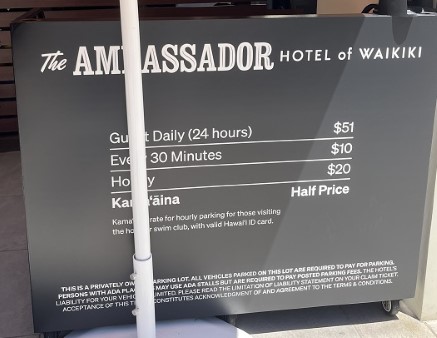 The AMBASSADOR HOTEL of WAIKIKI
Guest Daily (24 hours) $51
Every 30 Minutes $10
Hourly $20
Kama'āina Half Price
Kama'āina rate for hourly parking for those visiting
the hotel or swim club, with valid Hawai'i ID card.
THIS IS A PRIVATELY OWNED PARKING LOT. ALL VEHICLES PARKED ON THIS LOT ARE REQUIRED TO PAY FOR PARKING.
PERSONS WITH ADA PLACARDS MAY USE ADA STALLS BUT ARE REQUIRED TO PAY POSTED PARKING FEES. THE HOTEL'S
LIABILITY FOR YOUR VEHICLE IS LIMITED. PLEASE READ THE LIMITATION OF LIABILITY STATEMENT ON YOUR CLAIM TICKET.
ACCEPTANCE OF THIS TICKET CONSTITUTES ACKNOWLEDGMENT OF AND AGREEMENT TO THE TERMS & CONDITIONS.